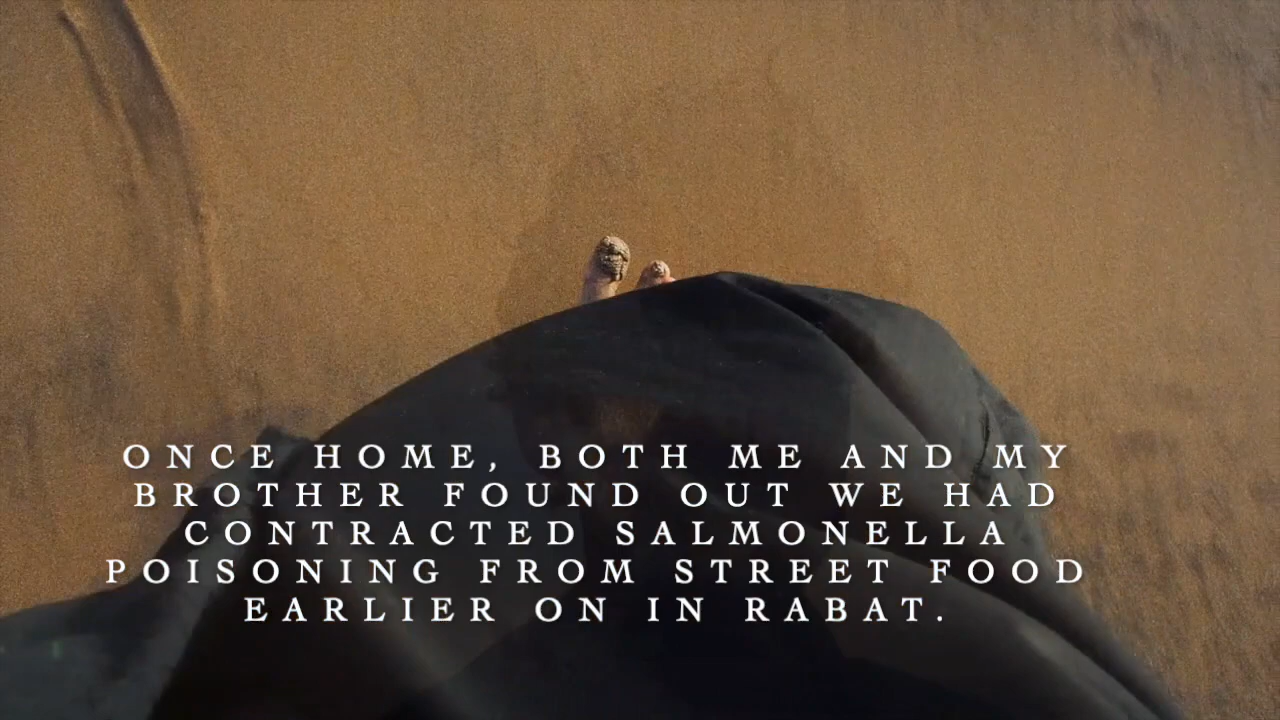 ONCE HOME, BOTH ME AND MY
BROTHER FOUND OUT WE HAD
CONTRACTED SALMONELLA
POISONING FROM STREET FOOD
EARLIER ON IN RABAT.